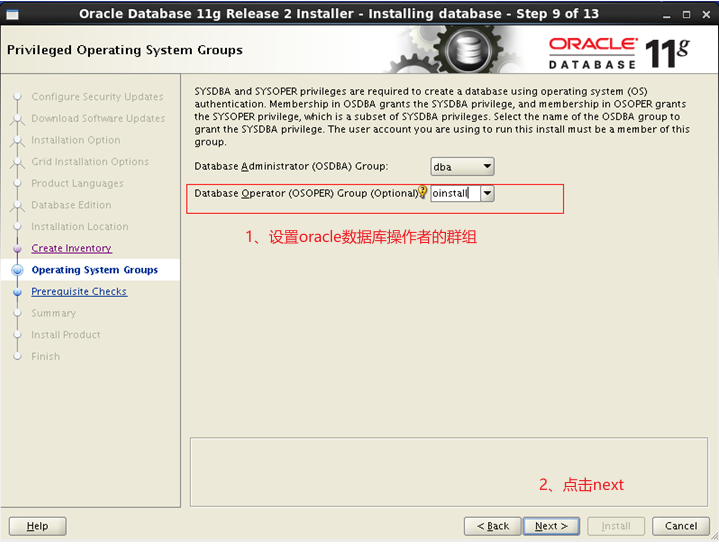 Oracle Database 11g Release 2 Installer - Installing database - Step 9 of 13
Privileged Operating System Groups
ORACLE
DATABASE
11g
Configure Security Updates
Download Software Updates
Installation Option
Grid Installation Options
Product Languages
Database Edition
Installation Location
Create Inventory
Operating System Groups
Prerequisite Checks
Summary
Install Product
Finish
SYSDBA and SYSOPER privileges are required to create a database using operating system (OS)
authentication. Membership in OSDBA grants the SYSDBA privilege, and membership in OSOPER grants
the SYSOPER privilege, which is a subset of SYSDBA privileges. Select the name of the OSDBA group to
grant the SYSDBA privilege. The user account you are using to run this install must be a member of this
group.
Database Administrator (OSDBA) Group: dba
Database Operator (OSOPER) Group (Optional) oinstall
1、设置oracle数据库操作者的群组
2、点击next
Help
< Back
Next >
Install
Cancel